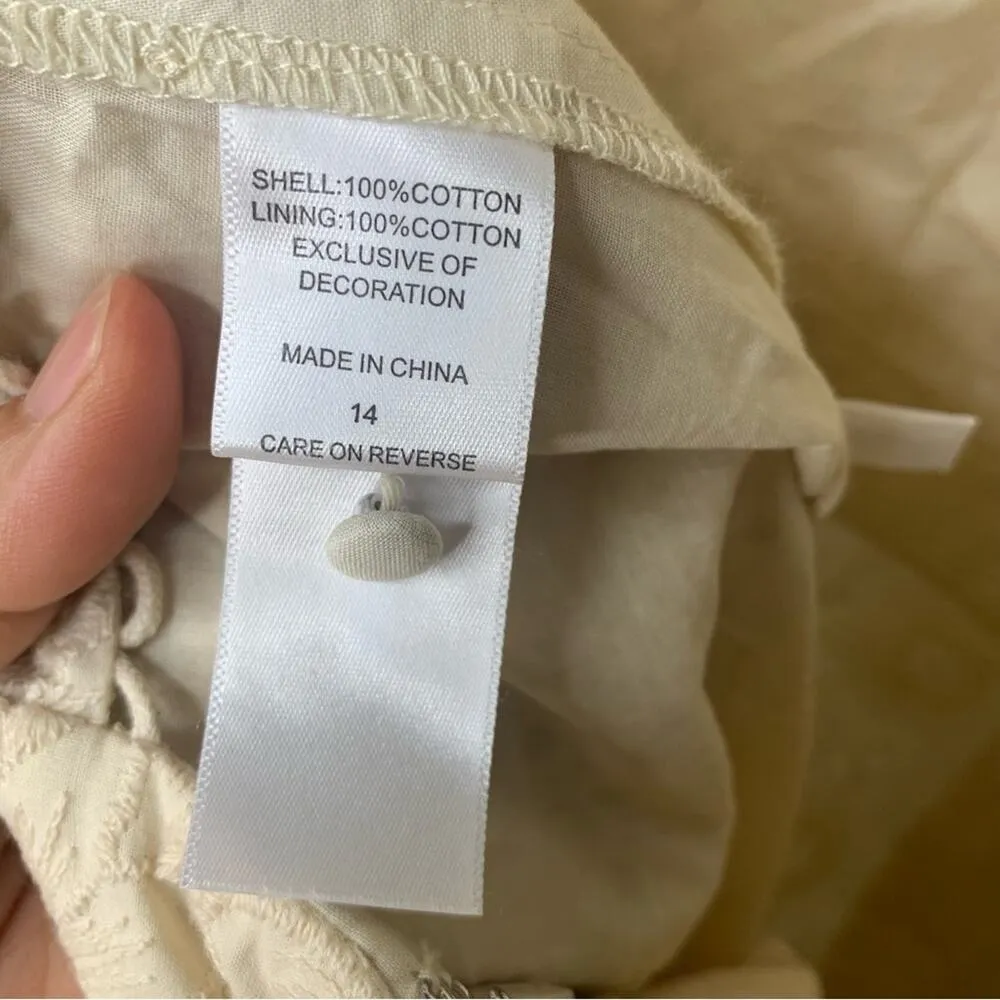 SHELL:100%COTTON
LINING:100%COTTON
EXCLUSIVE OF
DECORATION
MADE IN CHINA
14
CARE ON REVERSE